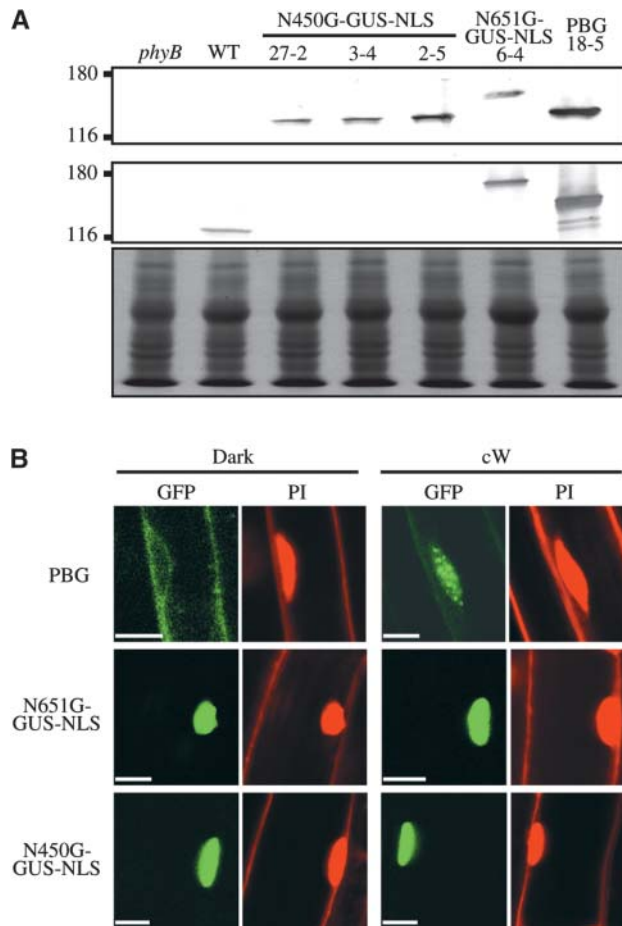 A
N450G-GUS-NLS
N651G-
GUS-NLS
PBG
phyB WT 27-2 3-4 2-5 6-4 18-5
180
116
180
116
B
Dark cW
GFP PI GFP PI
PBG
N651G-
GUS-NLS
N450G-
GUS-NLS